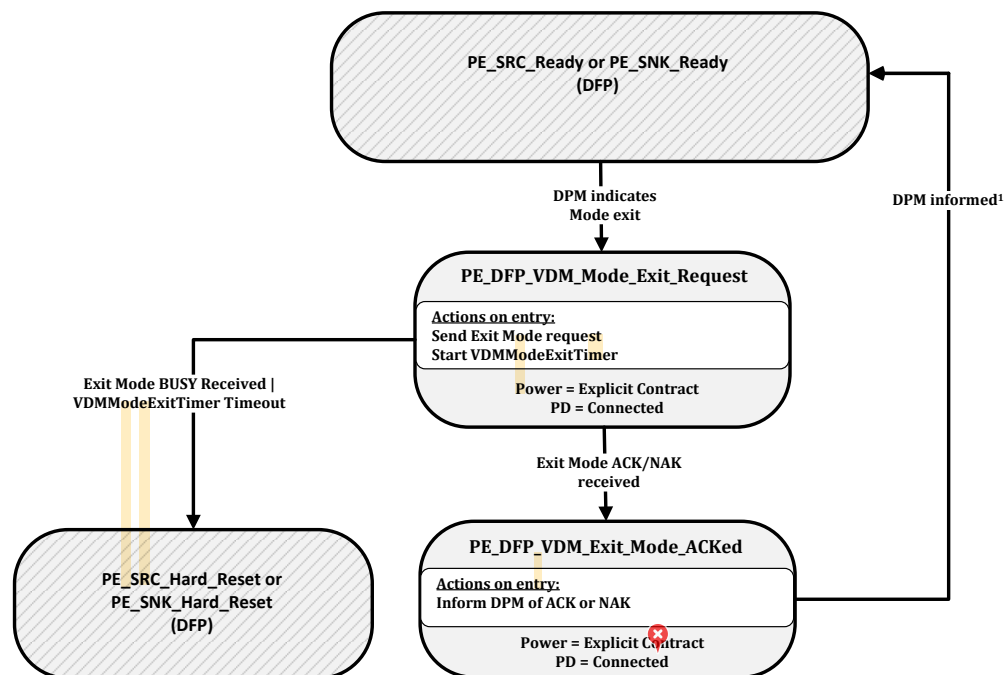 PE_SRC_Ready or PE_SNK_Ready
(DFP)
DPM indicates
Mode exit
DPM informed¹
PE_DFP_VDM_Mode_Exit_Request
Actions on entry:
Send Exit Mode request
Start VDMModeExitTimer
Power = Explicit Contract
PD = Connected
Exit Mode BUSY Received |
VDMModeExitTimer Timeout
Exit Mode ACK/NAK
received
PE_SRC_Hard_Reset or
PE_SNK_Hard_Reset
(DFP)
PE_DFP_VDM_Exit_Mode_ACKed
Actions on entry:
Inform DPM of ACK or NAK
Power = Explicit Contract
PD = Connected